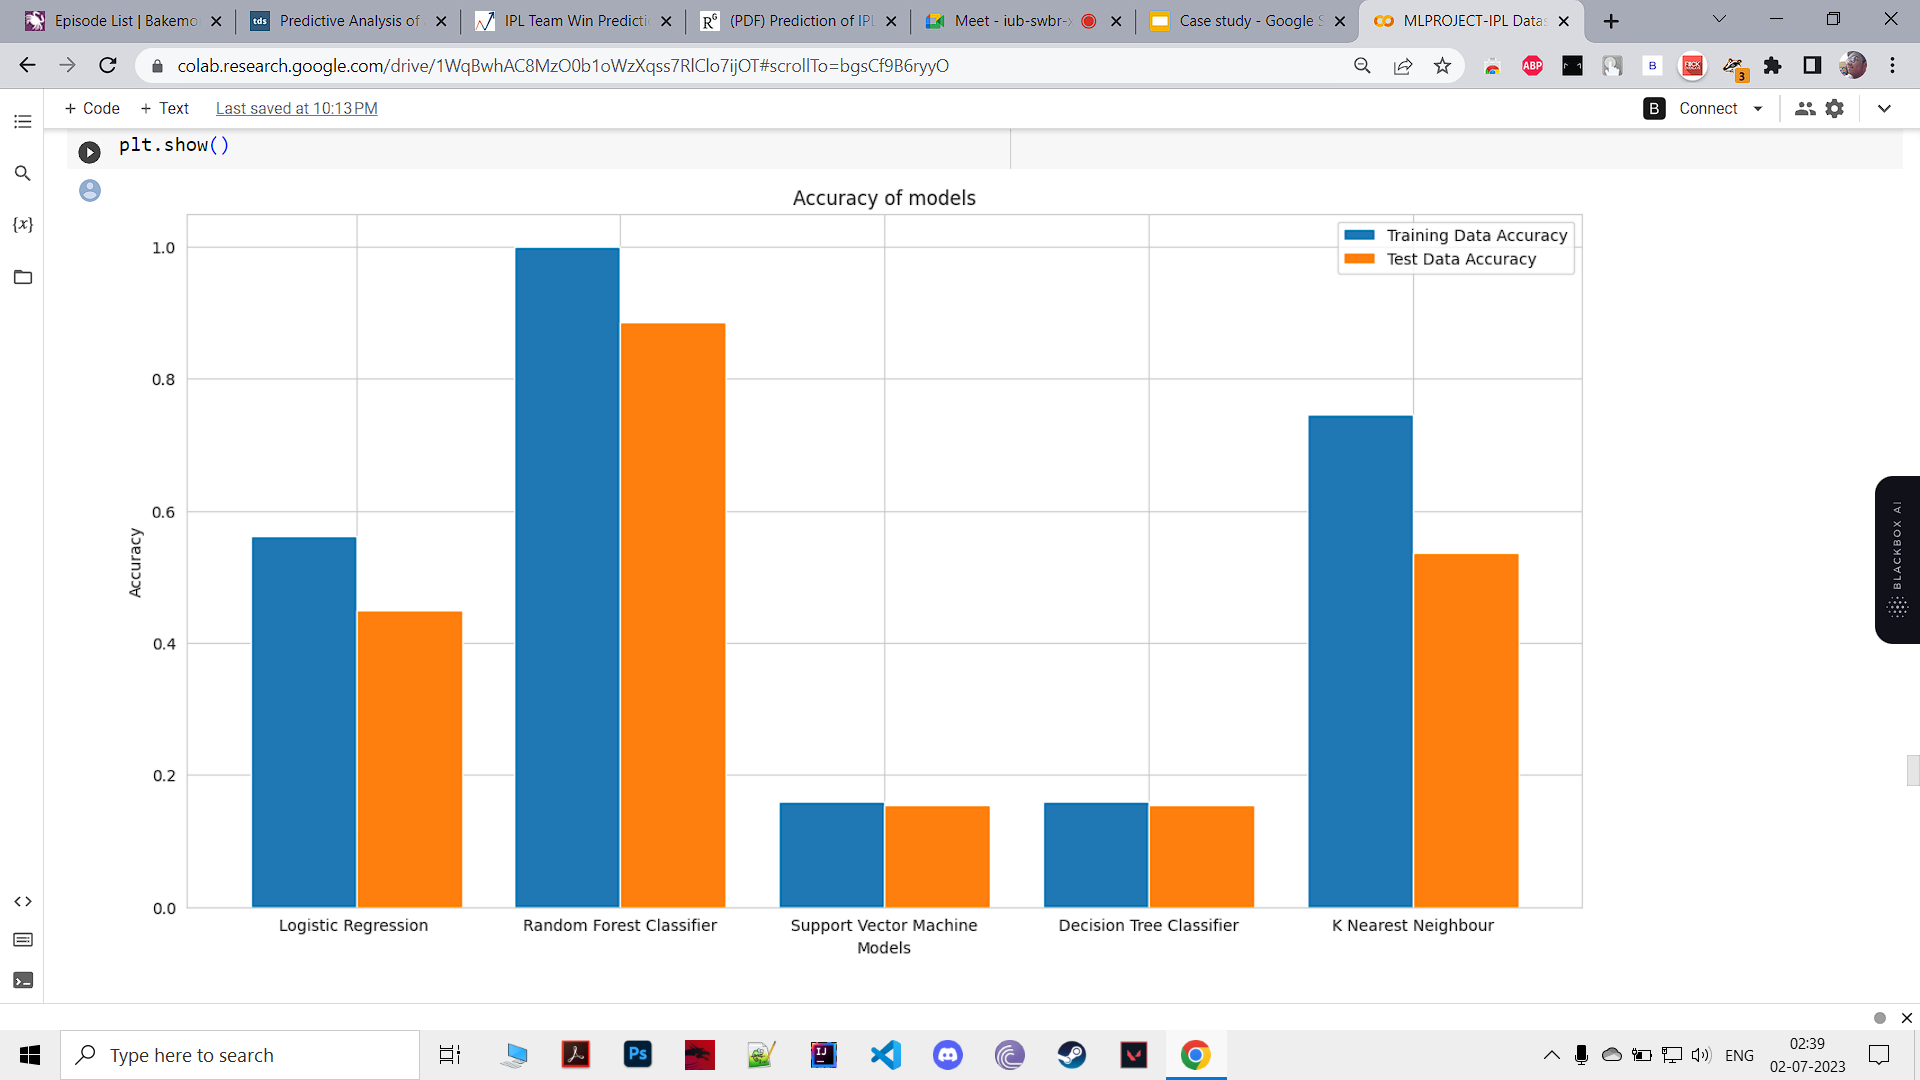 Episode List | Bakemo
Predictive Analysis of
IPL Team Win Predicti
(PDF) Prediction of IPL
Meet - iub-swbr-
Case study - Google S
MLPROJECT-IPL Datas
colab.research.google.com/drive/1WqBwhAC8MzO0b1oWzXqss7RlClo7ijOT#scrollTo=bgsCf9B6ryyO
ABP
B
3
+ Code + Text Last saved at 10:13 PM
B Connect
plt.show()
{x}
Accuracy of models
Training Data Accuracy
Test Data Accuracy
1.0
0.8
0.6
0.4
0.2
0.0
Accuracy
Logistic Regression
Random Forest Classifier
Support Vector Machine
Decision Tree Classifier
K Nearest Neighbour
Models
BLACKBOX AI
Type here to search
Ps
IJ
ENG
02:39
02-07-2023